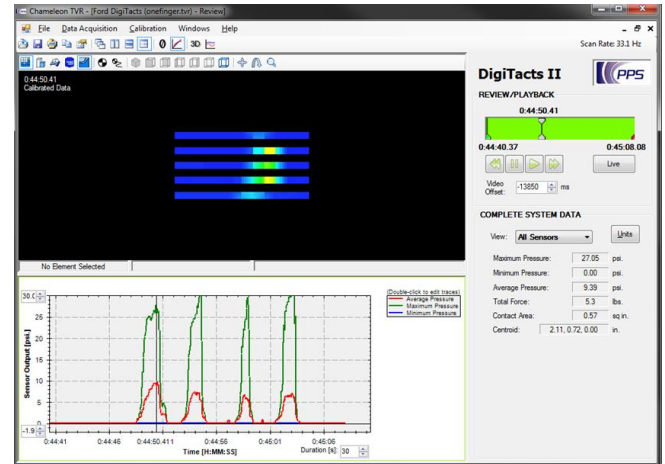 Chameleon TVR - [Ford DigiTacts (onefinger.tvr) - Review]
File Data Acquisition Calibration Windows Help
0 3D
Scan Rate: 33.1 Hz
0:44:50.41
Calibrated Data
DigiTacts II
PPS
REVIEW/PLAYBACK
0:44:50.41
0:44:40.37 0:45:08.08
Live
Video Offset: -13850 ms
COMPLETE SYSTEM DATA
View: All Sensors Units
Maximum Pressure: 27.05 psi.
Minimum Pressure: 0.00 psi.
Average Pressure: 9.39 psi.
Total Force: 5.3 lbs.
Contact Area: 0.57 sq in.
Centroid: 2.11, 0.72, 0.00 in.
No Element Selected
(Double-click to edit traces)
Average Pressure
Maximum Pressure
Minimum Pressure
Sensor Output [psi.]
30.0
25
20
15
10
5
0
-1.9
0:44:41 0:44:46 0:44:50.411 0:44:56 0:45:01 0:45:06
Time [H:MM:SS]
Duration [s]: 30